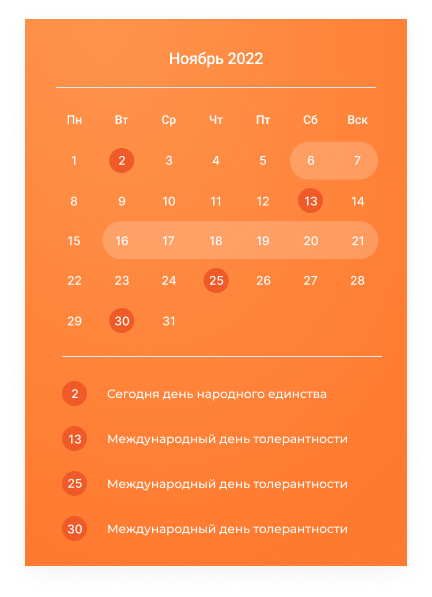 Ноябрь 2022
Пн Вт Ср Чт Пт Сб Вск
1 2 3 4 5 6 7
8 9 10 11 12 13 14
15 16 17 18 19 20 21
22 23 24 25 26 27 28
29 30 31
2 Сегодня день народного единства
13 Международный день толерантности
25 Международный день толерантности
30 Международный день толерантности